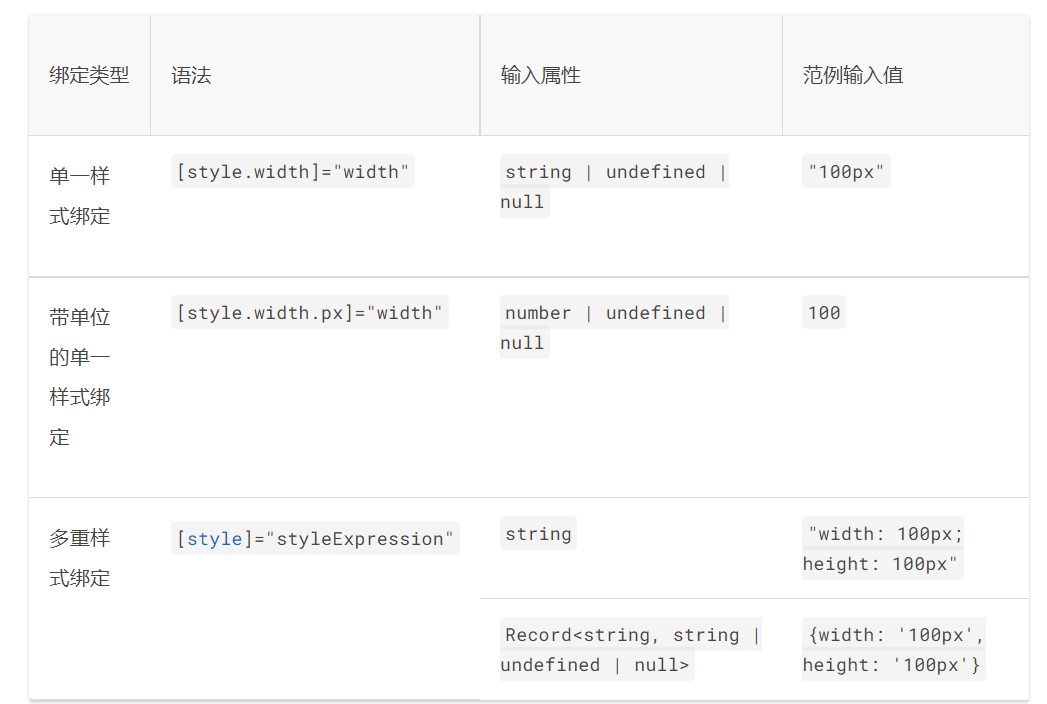 绑定类型
语法
输入属性
范例输入值
单一样
式绑定
[style.width]="width"
string | undefined |
null
"100px"
带单位
的单一
样式绑
定
[style.width.px]="width"
number | undefined |
null
100
多重样
式绑定
[style]="styleExpression"
string
"width: 100px;
height: 100px"
Record<string, string |
undefined | null>
{width: '100px',
height: '100px'}